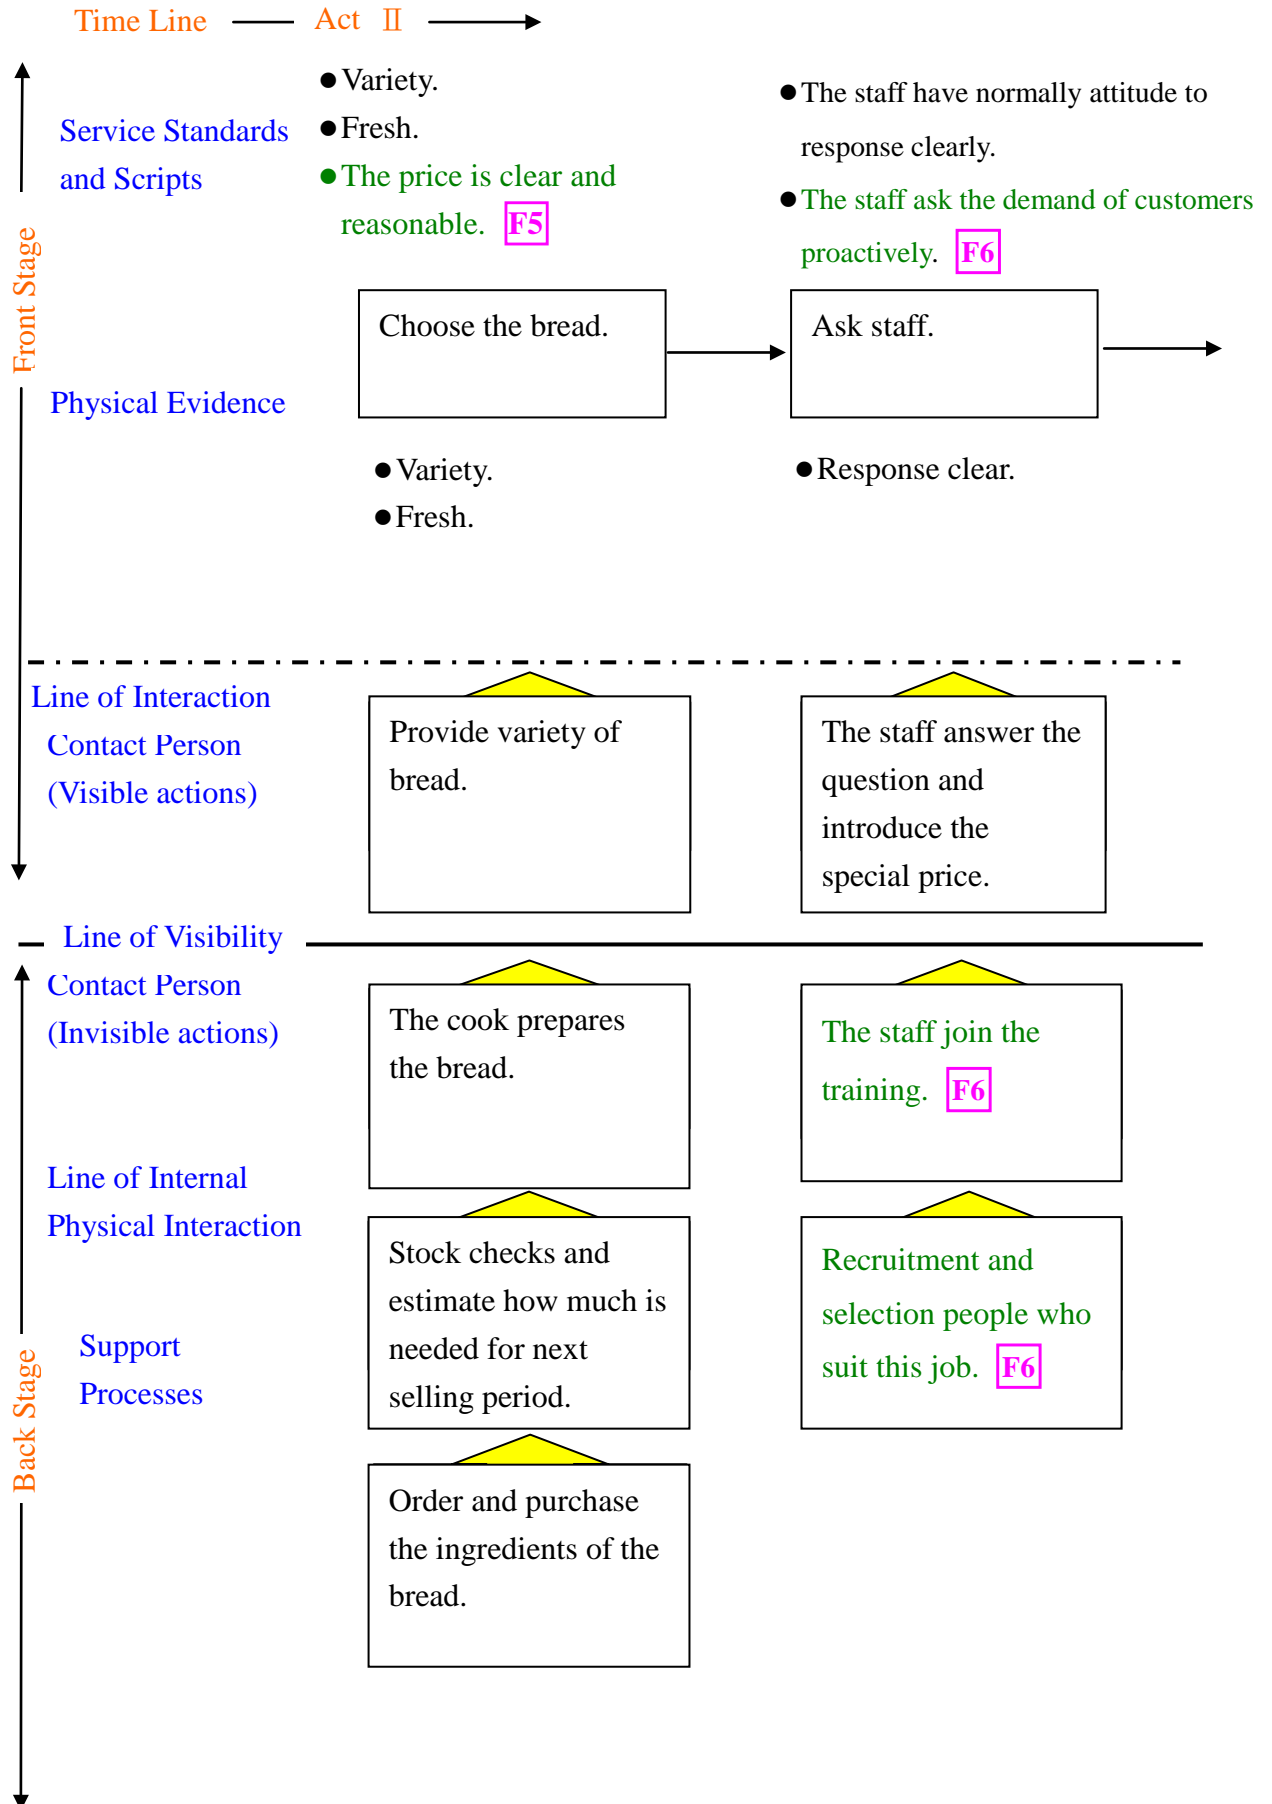 Time Line
Act Ⅱ
Service Standards
and Scripts
●Variety.
●Fresh.
●The price is clear and
reasonable. F5
●The staff have normally attitude to
response clearly.
●The staff ask the demand of customers
proactively. F6
Front Stage
Choose the bread.
Ask staff.
Physical Evidence
●Variety.
●Fresh.
●Response clear.
Line of Interaction
Contact Person
(Visible actions)
Provide variety of
bread.
The staff answer the
question and
introduce the
special price.
Line of Visibility
Contact Person
(Invisible actions)
The cook prepares
the bread.
The staff join the
training. F6
Line of Internal
Physical Interaction
Stock checks and
estimate how much is
needed for next
selling period.
Recruitment and
selection people who
suit this job. F6
Support
Processes
Back Stage
Order and purchase
the ingredients of the
bread.